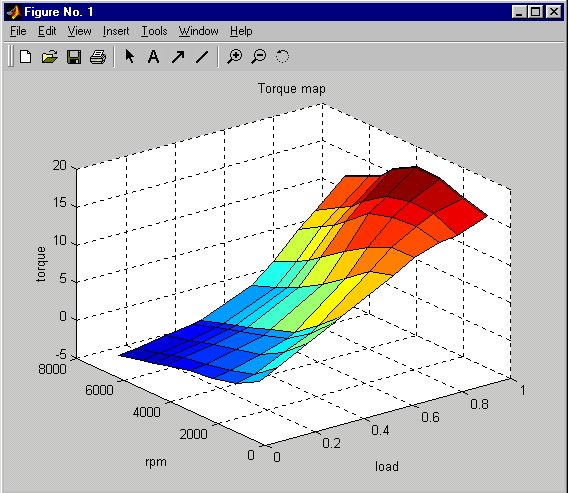 Figure No. 1
File Edit View Insert Tools Window Help
A
Torque map
20
15
10
5
0
-5
torque
8000
6000
4000
2000
0
rpm
0
0.2
0.4
0.6
0.8
1
load